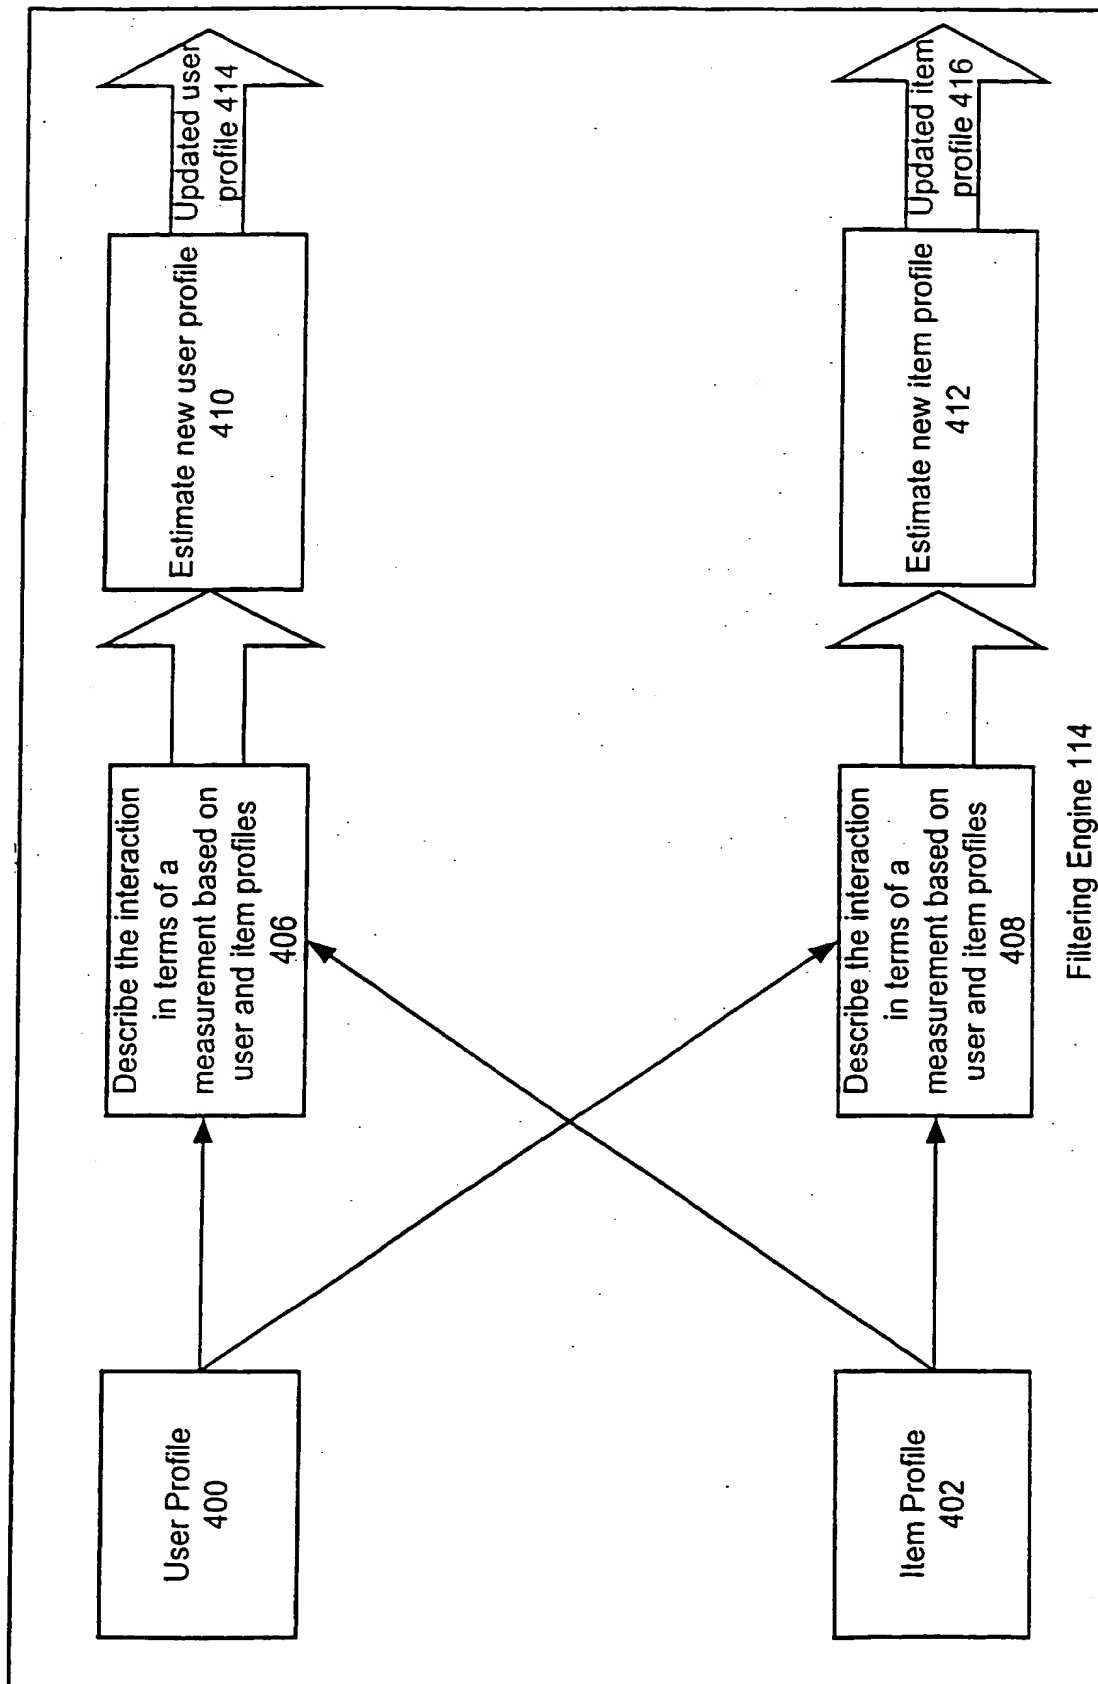 User Profile
400
Item Profile
402
Describe the interaction
in terms of a
measurement based on
user and item profiles
406
Describe the interaction
in terms of a
measurement based on
user and item profiles
408
Estimate new user profile
410
Estimate new item profile
412
Updated user
profile 414
Updated item
profile 416
Filtering Engine 114